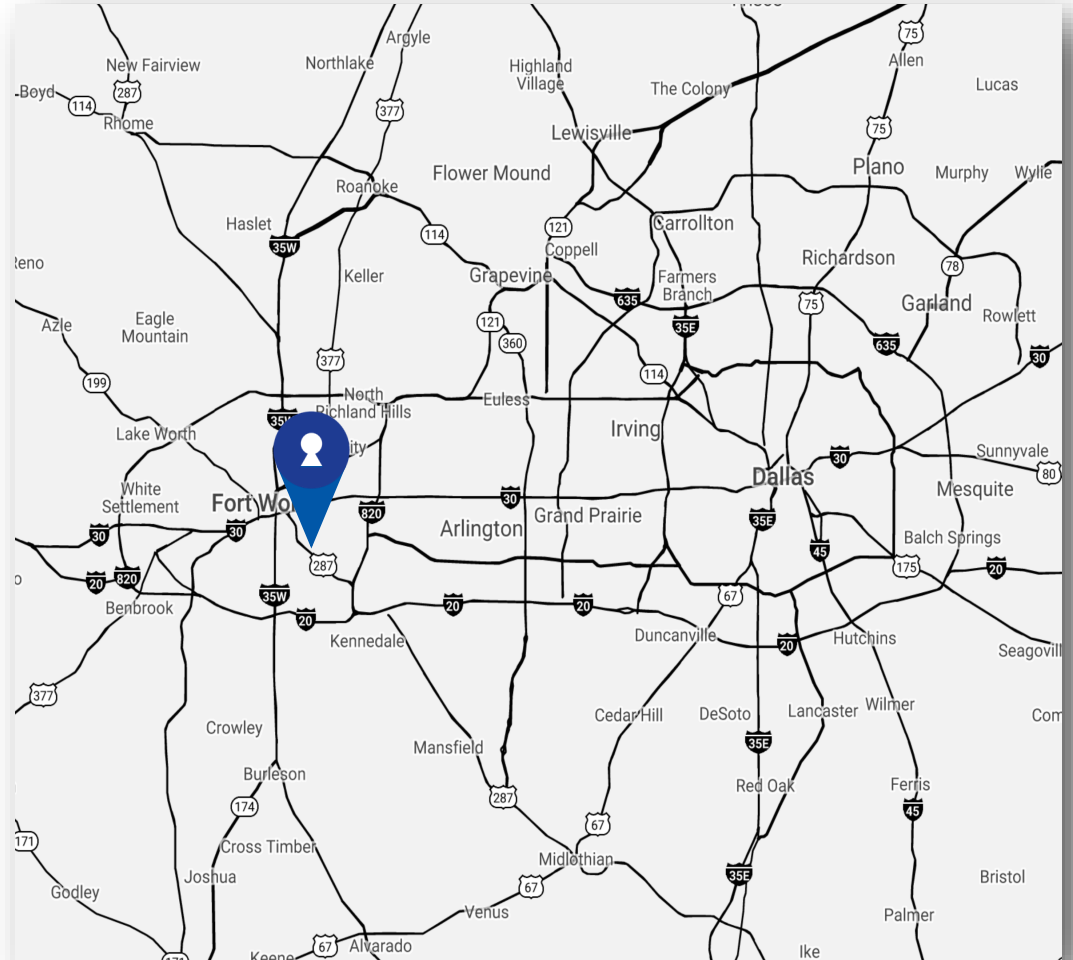 Argyle
75
New Fairview
Northlake
Allen
Highland
Village
Boyd
287
The Colony
Lucas
114
377
Rhome
75
Lewisville
Plano
Flower Mound
Murphy
Wylie
Roanoke
Haslet
121
Carrollton
114
35W
Coppell
Richardson
78
Keller
Grapevine
Farmers
Branch
635
75
Garland
Rowlett
Azle
Eagle
Mountain
121
35E
360
635
30
377
114
199
North
Richland Hills
Euless
35W
Lake Worth
Irving
Sunnyvale
30
80
Dallas
White
Settlement
Mesquite
Fort Wo
30
820
Grand Prairie
35E
Arlington
30
30
Balch Springs
45
287
175
20
20
820
67
35W
Benbrook
20
20
20
Kennedale
Duncanville
Hutchins
20
Seagovill
377
Cedar Hill
DeSoto
Lancaster
Wilmer
Crowley
Mansfield
35E
Burleson
Red Oak
Ferris
287
174
45
67
171
Cross Timber
Midlothian
35E
Joshua
Bristol
Godley
67
Venus
Palmer
67
Alvarado
Ike
Keene
171